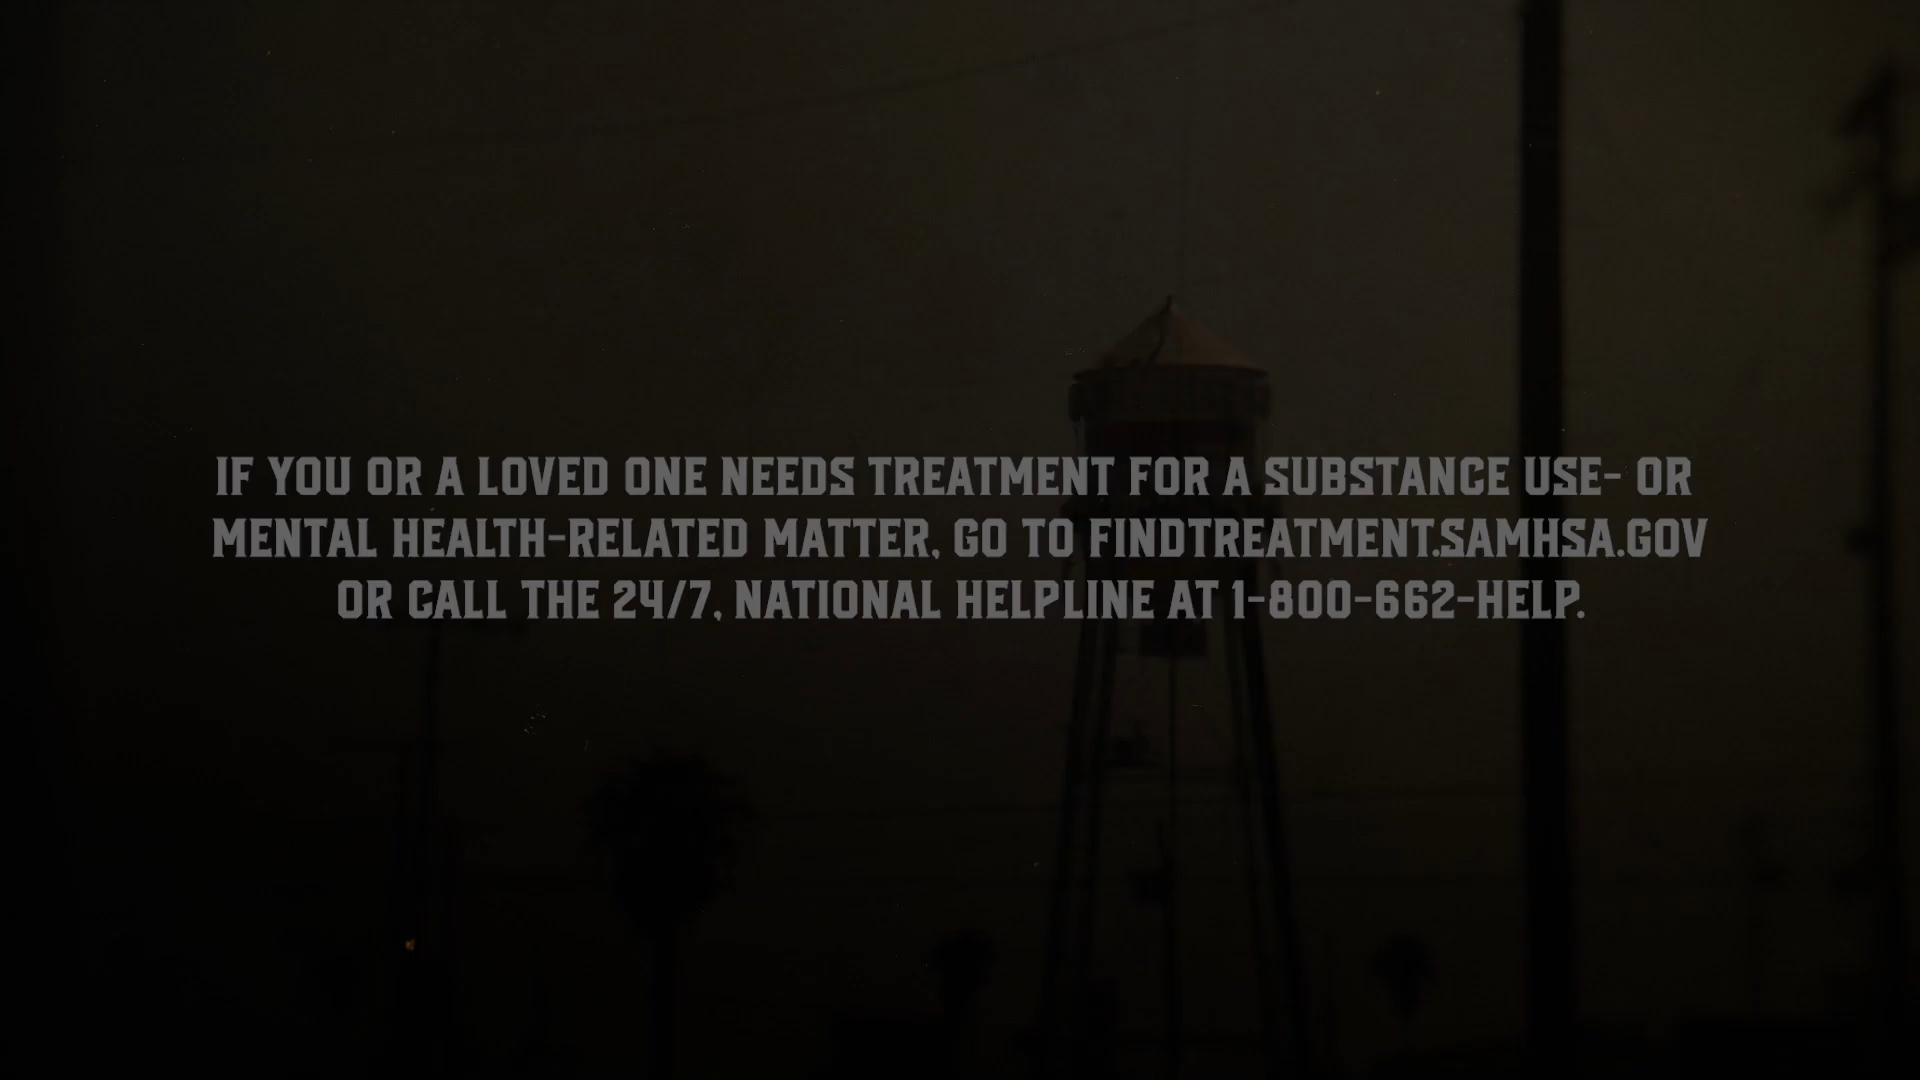 IF YOU OR A LOVED ONE NEEDS TREATMENT FOR A SUBSTANCE USE- OR
MENTAL HEALTH-RELATED MATTER, GO TO FINDTREATMENT.SAMHSA.GOV
OR CALL THE 24/7, NATIONAL HELPLINE AT 1-800-662-HELP.